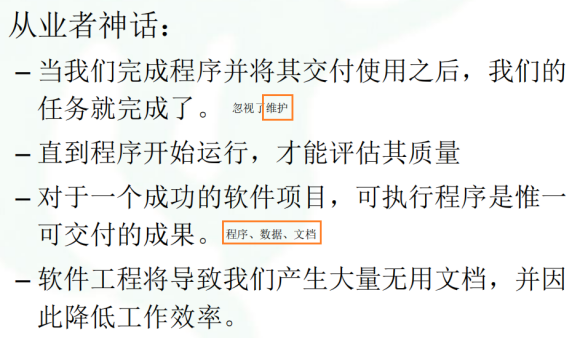 从业者神话：
– 当我们完成程序并将其交付使用之后，我们的
任务就完成了。 忽视了维护
– 直到程序开始运行，才能评估其质量
– 对于一个成功的软件项目，可执行程序是惟一
可交付的成果。 程序、数据、文档
– 软件工程将导致我们产生大量无用文档，并因
此降低工作效率。